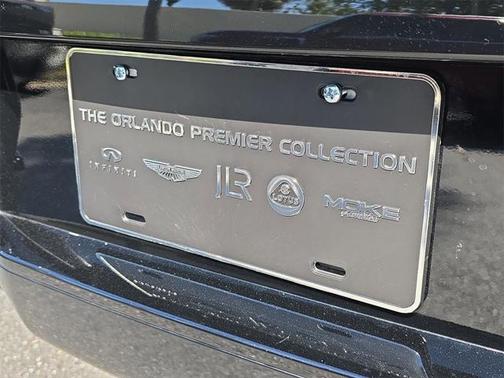 THE ORLANDO PREMIER COLLECTION
INFINITI
JLR
LOTUS
MOKE